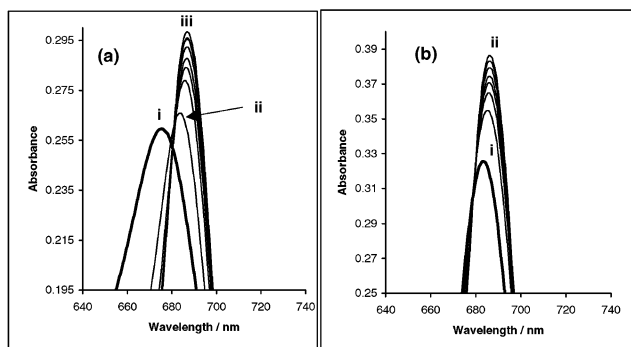 (a)
iii
i
ii
0.295
0.275
0.255
0.235
0.215
0.195
Absorbance
640 660 680 700 720 740
Wavelength / nm
(b)
ii
i
0.39
0.37
0.35
0.33
0.31
0.29
0.27
0.25
Absorbance
640 660 680 700 720 740
Wavelength / nm